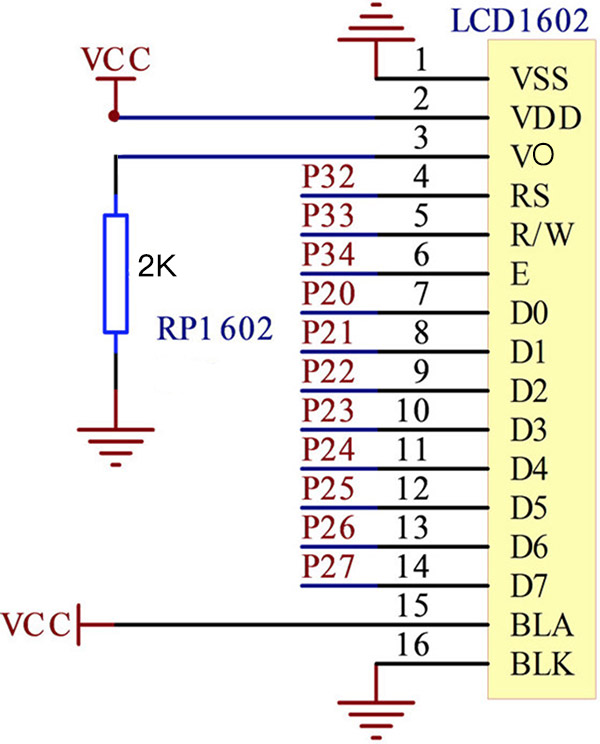 LCD1602
VCC
1 VSS
2 VDD
3 VO
P32 4 RS
P33 5 R/W
P34 6 E
2K
P20 7 D0
RP1602
P21 8 D1
P22 9 D2
P23 10 D3
P24 11 D4
P25 12 D5
P26 13 D6
P27 14 D7
VCC 15 BLA
16 BLK